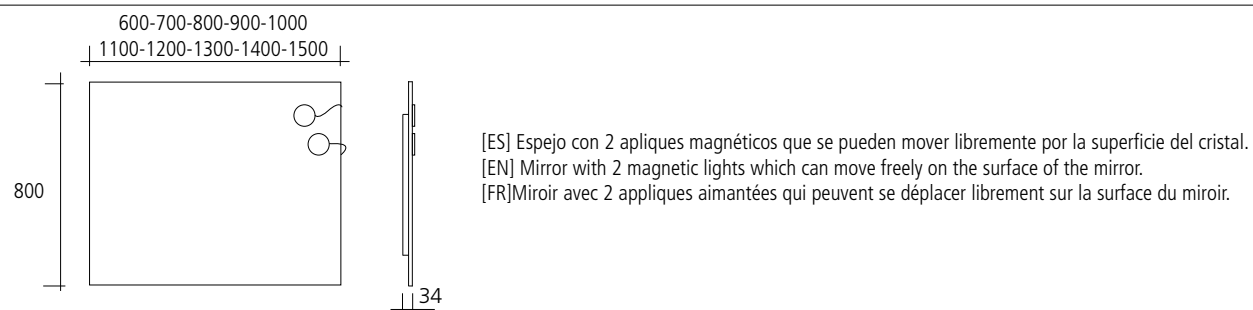 600-700-800-900-1000
1100-1200-1300-1400-1500
800
34
[ES] Espejo con 2 apliques magnéticos que se pueden mover libremente por la superficie del cristal.
[EN] Mirror with 2 magnetic lights which can move freely on the surface of the mirror.
[FR]Miroir avec 2 appliques aimantées qui peuvent se déplacer librement sur la surface du miroir.